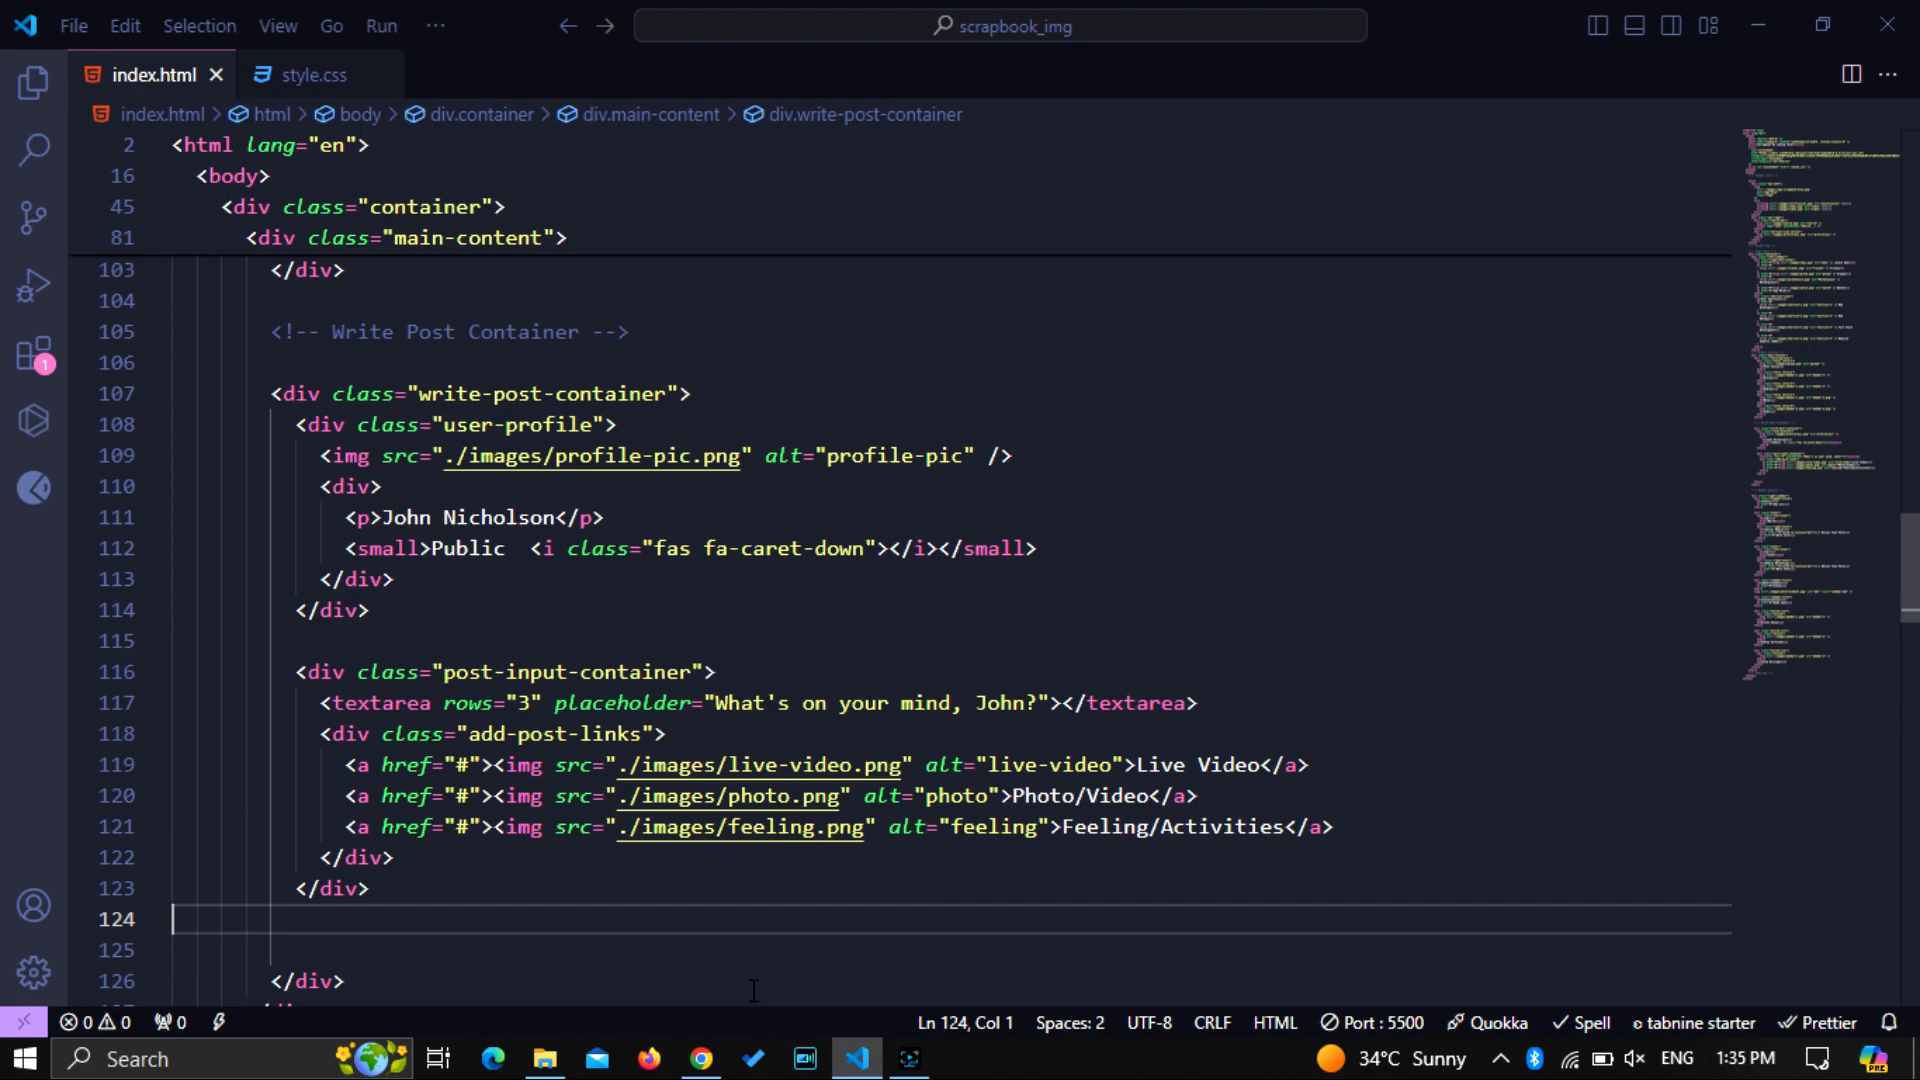 File Edit Selection View Go Run ··· scrapbook_img
index.html style.css
index.html > html > body > div.container > div.main-content > div.write-post-container
2 <html lang="en">
16 <body>
45 <div class="container">
81 <div class="main-content">
103 </div>
104
105 <!-- Write Post Container -->
106
107 <div class="write-post-container">
108 <div class="user-profile">
109 <img src="./images/profile-pic.png" alt="profile-pic" />
110 <div>
111 <p>John Nicholson</p>
112 <small>Public  <i class="fas fa-caret-down"></i></small>
113 </div>
114 </div>
115
116 <div class="post-input-container">
117 <textarea rows="3" placeholder="What's on your mind, John?"></textarea>
118 <div class="add-post-links">
119 <a href="#"><img src="./images/live-video.png" alt="live-video">Live Video</a>
120 <a href="#"><img src="./images/photo.png" alt="photo">Photo/Video</a>
121 <a href="#"><img src="./images/feeling.png" alt="feeling">Feeling/Activities</a>
122 </div>
123 </div>
124
125
126 </div>
1
0 0 0 Ln 124, Col 1 Spaces: 2 UTF-8 CRLF HTML Port : 5500 Quokka Spell tabnine starter Prettier
Search 34°C Sunny ENG 1:35 PM